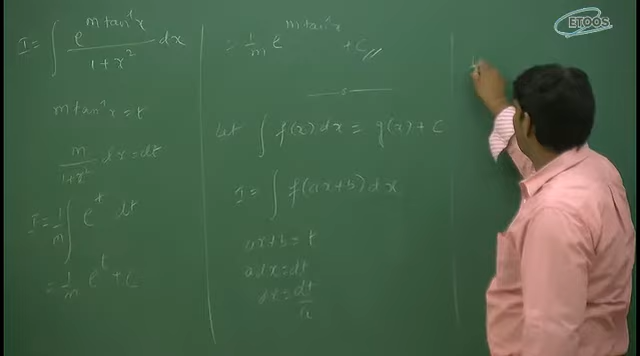 I = ∫ e^(m tan⁻¹x) / (1+x²) dx
m tan⁻¹x = t
m/(1+x²) dx = dt
I = 1/m ∫ e^t dt
= 1/m e^t + C
= 1/m e^(m tan⁻¹x) + C //
Let ∫ f(x) dx = g(x) + C
I = ∫ f(ax+b) dx
ax+b = t
a dx = dt
dx = dt/a
ETOOS